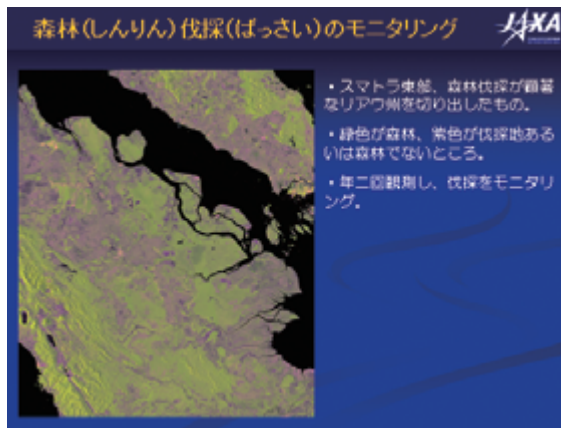 森林(しんりん)伐採(ばっさい)のモニタリング
JAXA
・スマトラ東部、森林伐採が顕著
なリアウ州を切り出したもの。
・緑色が森林、紫色が伐採地ある
いは森林でないところ。
・年二回観測し、伐採をモニタリ
ング。